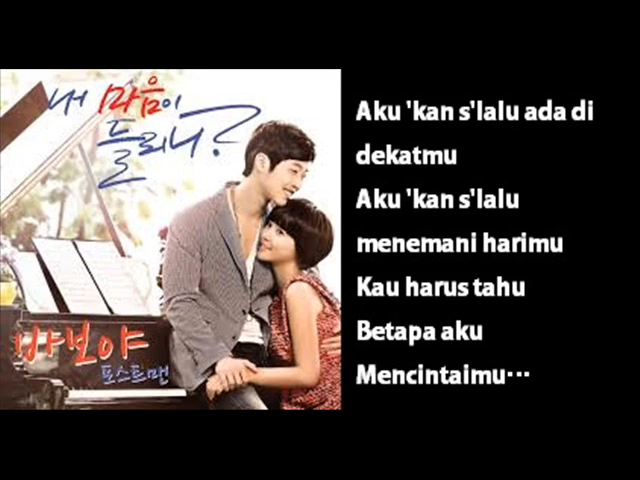 내 마음이
들리니?
바보야
포스트맨
Aku 'kan s'lalu ada di
dekatmu
Aku 'kan s'lalu
menemani harimu
Kau harus tahu
Betapa aku
Mencintaimu…